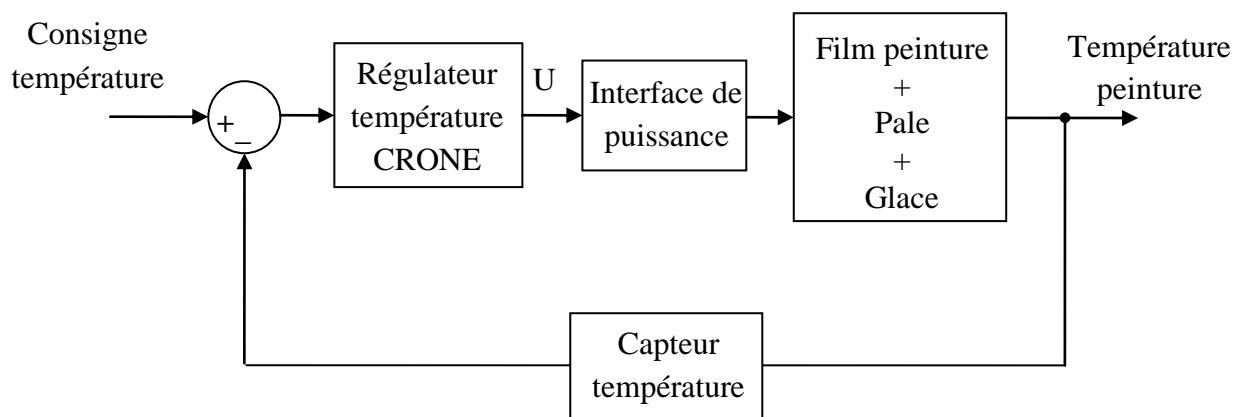 Consigne
température
+
−
Régulateur
température
CRONE
U
Interface de
puissance
Film peinture
+
Pale
+
Glace
Température
peinture
Capteur
température